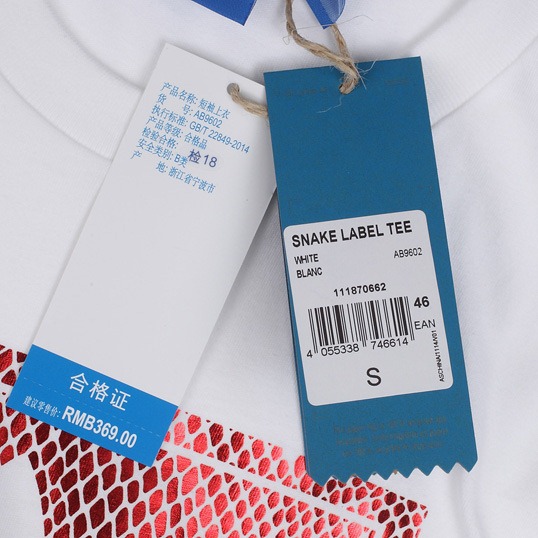 产品名称: 短袖上衣
货 号: AB9602
执行标准: GB/T 22849-2014
产品等级: 合格品
检验合格: 检18
安全类别: B类
产 地: 浙江省宁波市
合格证
建议零售价: RMB369.00
SNAKE LABEL TEE
WHITE AB9602
BLANC
111870662
46
EAN
4 055338 746614
S
ASCHINA1114/V01